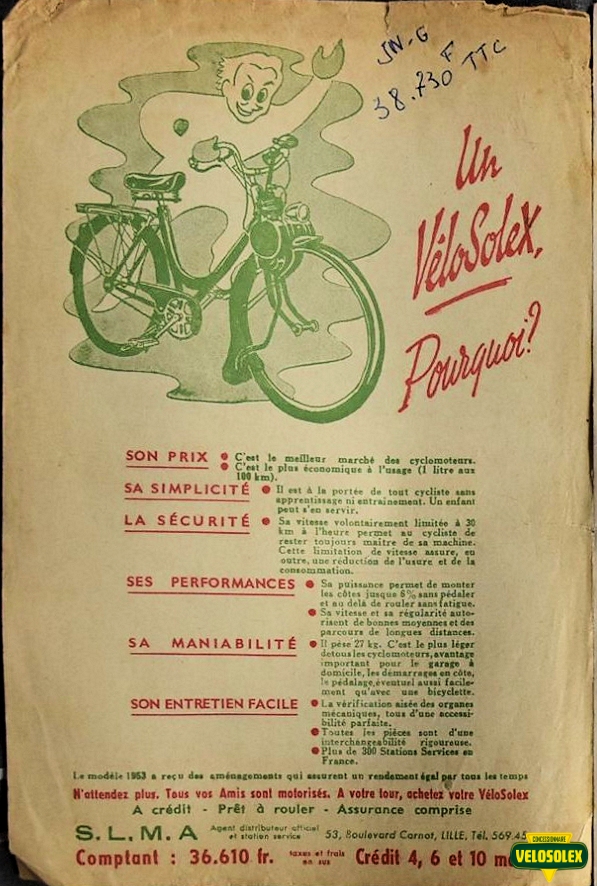 JN-G F
38.730 TTC
Un
VéloSoleX,
Pourquoi?
SON PRIX ● C'est le meilleur marché des cyclomoteurs.
● C'est le plus économique à l'usage (1 litre aux
100 km).
SA SIMPLICITÉ ● Il est à la portée de tout cycliste sans
apprentissage ni entraînement. Un enfant
peut s'en servir.
LA SÉCURITÉ ● Sa vitesse volontairement limitée à 30
km à l'heure permet au cycliste de
rester toujours maître de sa machine.
Cette limitation de vitesse assure, en
outre, une réduction de l'usure et de la
consommation.
SES PERFORMANCES ● Sa puissance permet de monter
les côtes jusque 6% sans pédaler
et au delà de rouler sans fatigue.
● Sa vitesse et sa régularité auto-
risent de bonnes moyennes et des
parcours de longues distances.
SA MANIABILITÉ ● Il pèse 27 kg. C'est le plus léger
de tous les cyclomoteurs, avantage
important pour le garage à
domicile, les démarrages en côte,
le pédalage, éventuel aussi facile-
ment qu'avec une bicyclette.
SON ENTRETIEN FACILE ● La vérification aisée des organes
mécaniques, tous d'une accessi-
bilité parfaite.
● Toutes les pièces sont d'une
interchangeabilité rigoureuse.
● Plus de 300 Stations Services en
France.
Le modèle 1953 a reçu des aménagements qui assurent un rendement égal par tous les temps
N'attendez plus. Tous vos Amis sont motorisés. A votre tour, achetez votre VéloSolex
A crédit - Prêt à rouler - Assurance comprise
S.L.M.A Agent distributeur officiel
et station service 53, Boulevard Carnot, LILLE, Tél. 569.45
Comptant : 36.610 fr. taxes et frais
en sus Crédit 4, 6 et 10 m
CONCESSIONNAIRE
VELOSOLEX